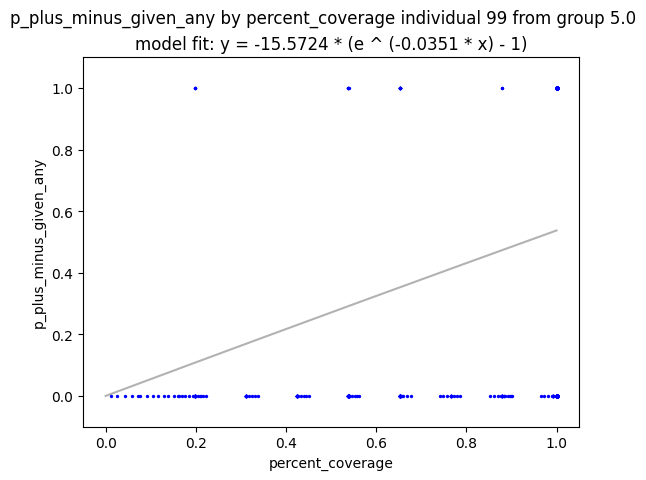 p_plus_minus_given_any by percent_coverage individual 99 from group 5.0
model fit: y = -15.5724 * (e ^ (-0.0351 * x) - 1)
1.0
0.8
0.6
0.4
0.2
0.0
p_plus_minus_given_any
0.0 0.2 0.4 0.6 0.8 1.0
percent_coverage